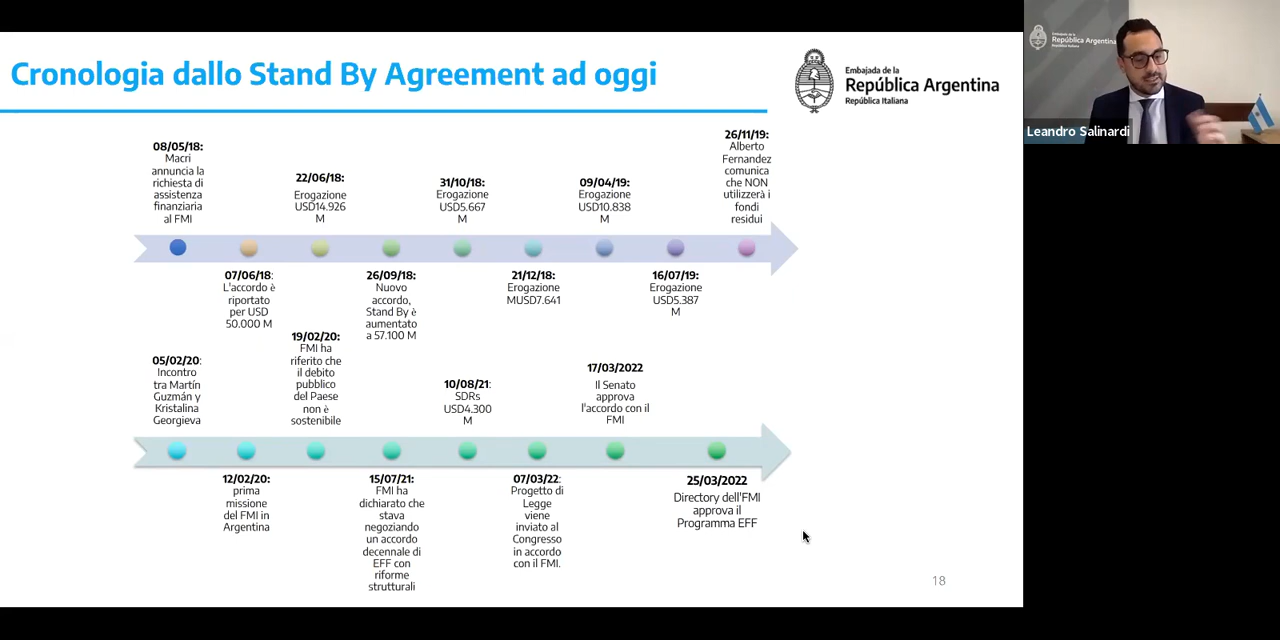 Cronologia dallo Stand By Agreement ad oggi
Embajada de la
República Argentina
República Italiana
08/05/18:
Macri
annuncia la
richiesta di
assistenza
finanziaria
al FMI
07/06/18:
L'accordo è
riportato
per USD
50.000 M
22/06/18:
Erogazione
USD14.926
M
26/09/18:
Nuovo
accordo,
Stand By è
aumentato
a 57.100 M
31/10/18:
Erogazione
USD5.667
M
21/12/18:
Erogazione
MUSD7.641
09/04/19:
Erogazione
USD10.838
M
16/07/19:
Erogazione
USD5.387
M
26/11/19:
Alberto
Fernandez
comunica
che NON
utilizzerà i
fondi
residui
05/02/20:
Incontro
tra Martín
Guzmán y
Kristalina
Georgieva
12/02/20:
prima
missione
del FMI in
Argentina
19/02/20:
FMI ha
riferito che
il debito
pubblico
del Paese
non è
sostenibile
15/07/21:
FMI ha
dichiarato che
stava
negoziando
un accordo
decennale di
EFF con
riforme
strutturali
10/08/21:
SDRs
USD4.300
M
07/03/22:
Progetto di
Legge
viene
inviato al
Congresso
in accordo
con il FMI.
17/03/2022
Il Senato
approva
l'accordo con il
FMI
25/03/2022
Directory dell'FMI
approva il
Programma EFF
18
Embajada de la
República Argentina
República Italiana
Leandro Salinardi